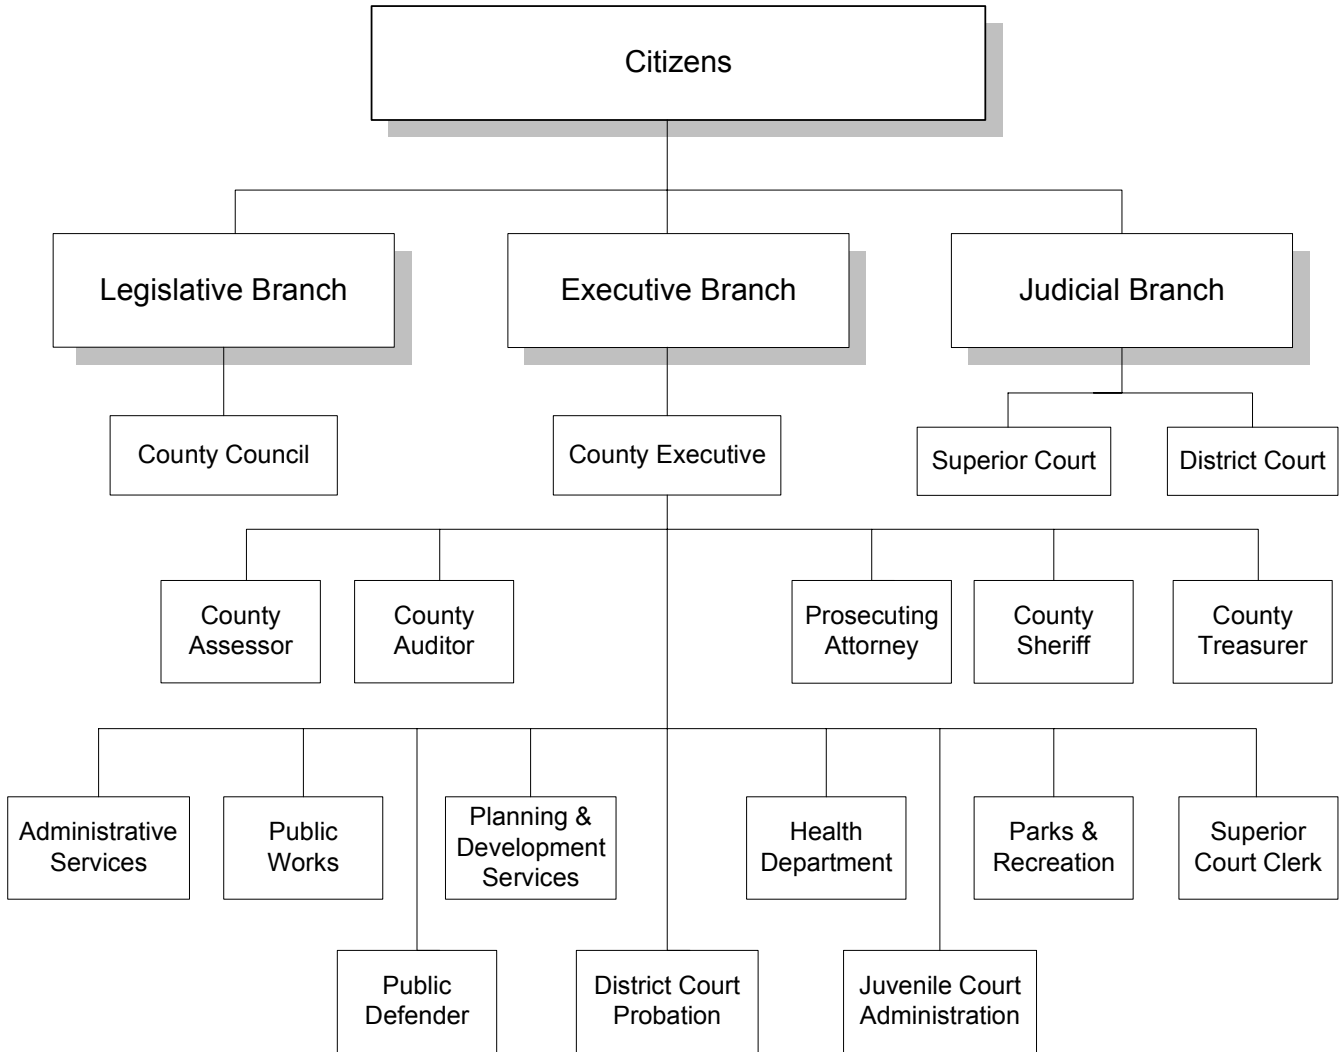 Citizens
Legislative Branch
Executive Branch
Judicial Branch
County Council
County Executive
Superior Court
District Court
County
Assessor
County
Auditor
Prosecuting
Attorney
County
Sheriff
County
Treasurer
Administrative
Services
Public
Works
Planning &
Development
Services
Health
Department
Parks &
Recreation
Superior
Court Clerk
Public
Defender
District Court
Probation
Juvenile Court
Administration